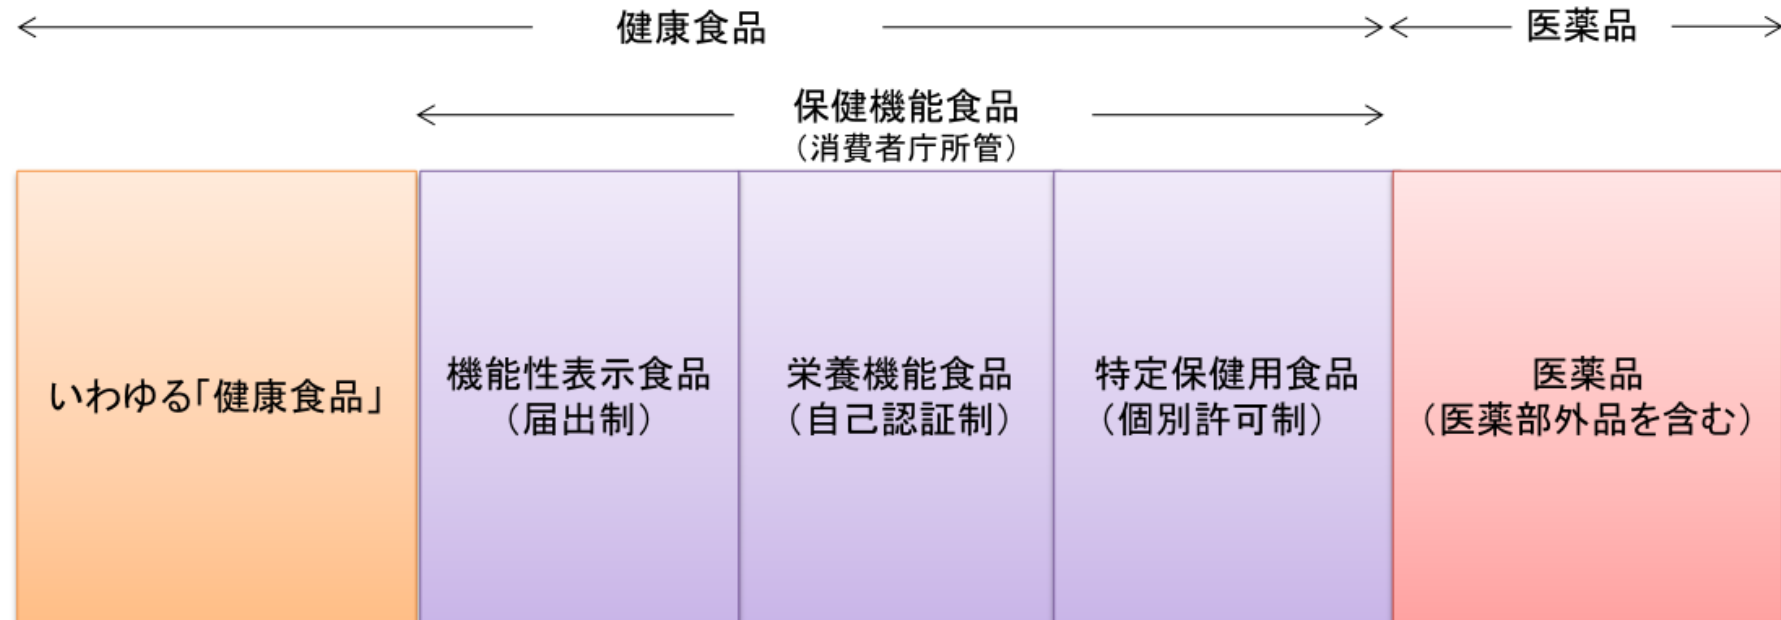 健康食品
医薬品
保健機能食品
（消費者庁所管）
いわゆる「健康食品」
機能性表示食品
（届出制）
栄養機能食品
（自己認証制）
特定保健用食品
（個別許可制）
医薬品
（医薬部外品を含む）